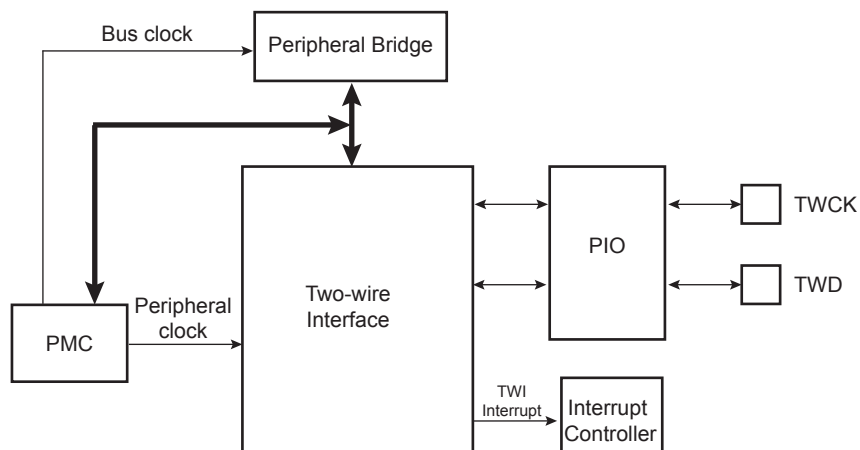 Bus clock
Peripheral Bridge
PIO
TWCK
TWD
Two-wire
Interface
Peripheral
clock
PMC
TWI
Interrupt
Interrupt
Controller